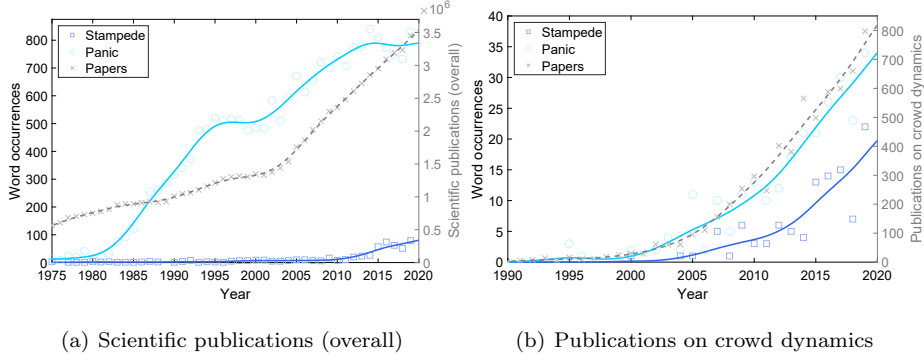 ×10⁶
Stampede
Panic
Papers
Word occurrences
0
100
200
300
400
500
600
700
800
0
0.5
1
1.5
2
2.5
3
3.5
Scientific publications (overall)
1975 1980 1985 1990 1995 2000 2005 2010 2015 2020
Year
(a) Scientific publications (overall)
Stampede
Panic
Papers
Word occurrences
0
5
10
15
20
25
30
35
40
0
100
200
300
400
500
600
700
800
Publications on crowd dynamics
1990 1995 2000 2005 2010 2015 2020
Year
(b) Publications on crowd dynamics